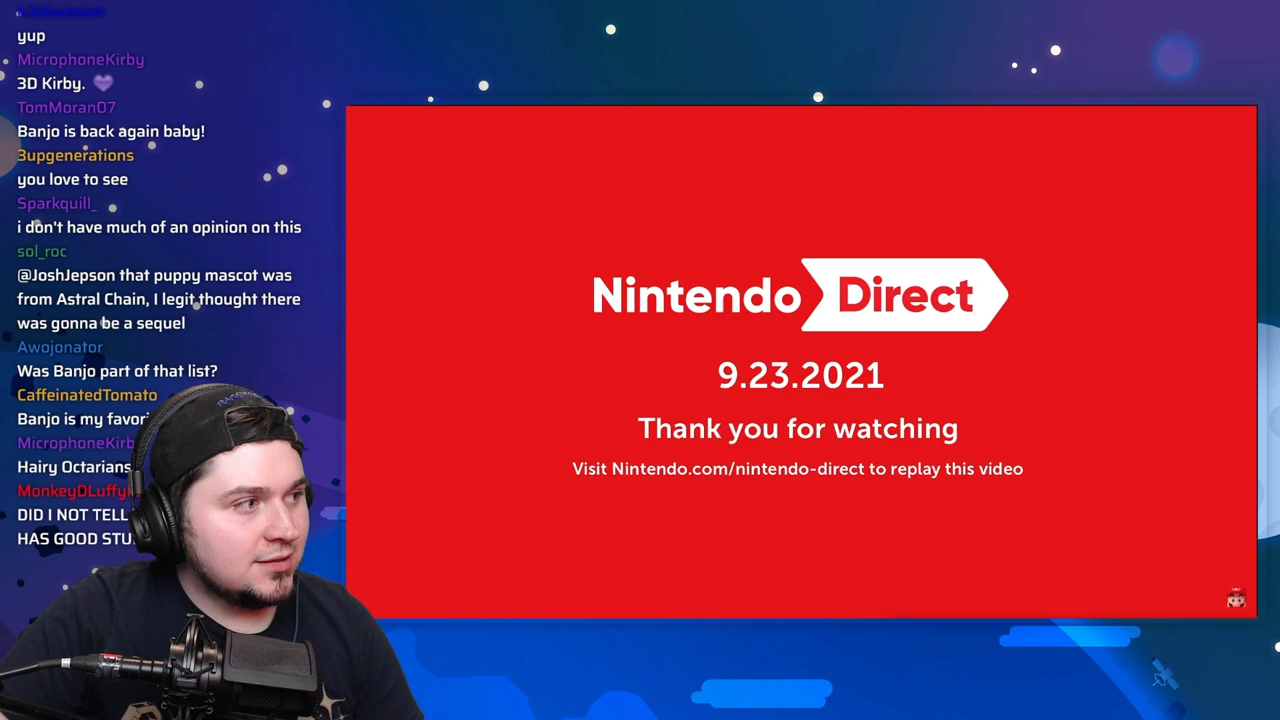 yup
MicrophoneKirby
3D Kirby.
TomMoran07
Banjo is back again baby!
3upgenerations
you love to see
Sparkquill_
i don't have much of an opinion on this
sol_roc
@JoshJepson that puppy mascot was
from Astral Chain, I legit thought there
was gonna be a sequel
Awojonator
Was Banjo part of that list?
CaffeinatedTomato
Banjo is my favori
MicrophoneKirb
Hairy Octarians
MonkeyDLuffy
DID I NOT TELL
HAS GOOD STU
Nintendo Direct
9.23.2021
Thank you for watching
Visit Nintendo.com/nintendo-direct to replay this video